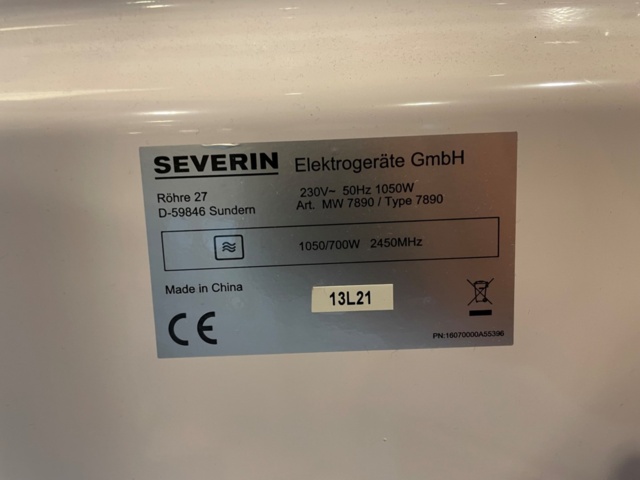 SEVERIN Elektrogeräte GmbH
Röhre 27
D-59846 Sundern
230V~ 50Hz 1050W
Art. MW 7890 / Type 7890
1050/700W 2450MHz
Made in China
13L21
CE
PN:16070000A55396